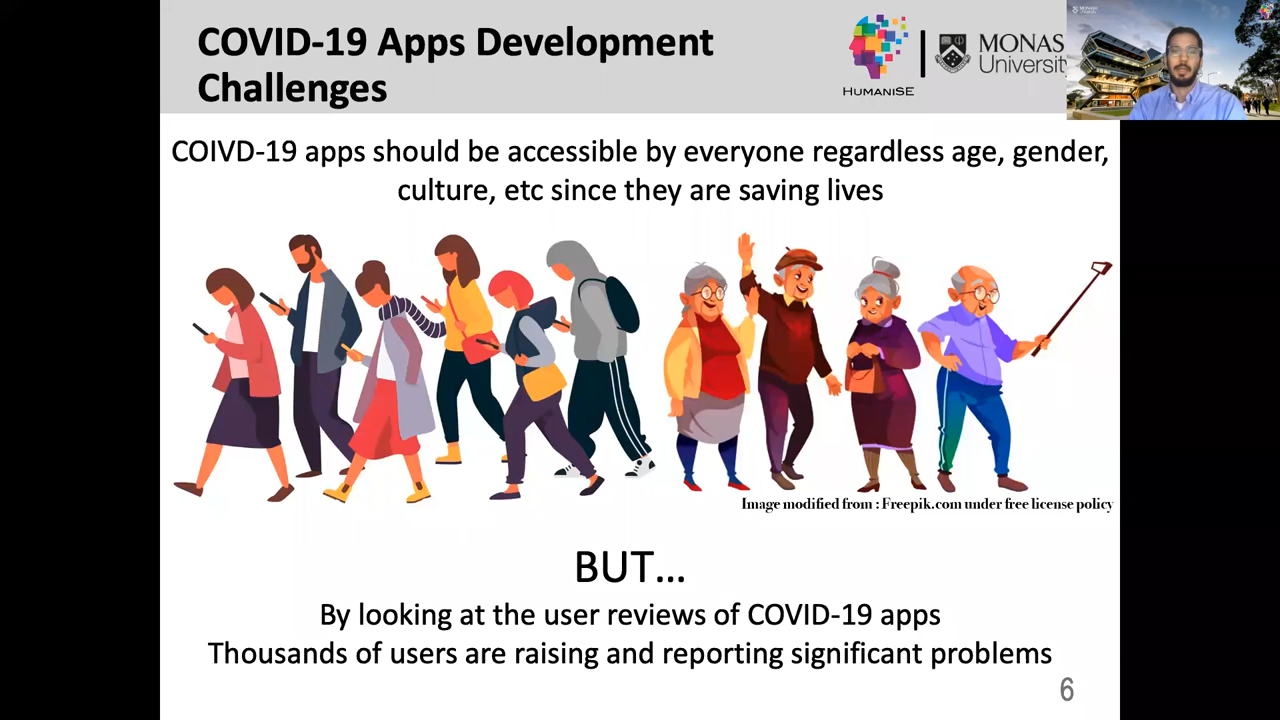 COVID-19 Apps Development
Challenges
HUMANISE
MONAS
University
COIVD-19 apps should be accessible by everyone regardless age, gender,
culture, etc since they are saving lives
Image modified from : Freepik.com under free license policy
BUT...
By looking at the user reviews of COVID-19 apps
Thousands of users are raising and reporting significant problems
6